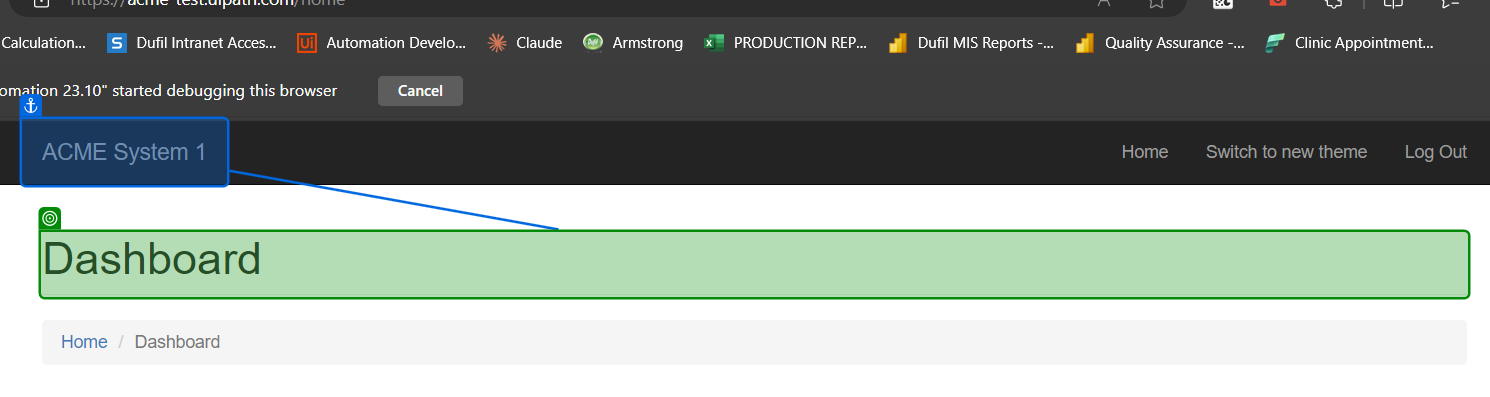 https://acme-test.uipath.com/home
Calculation... Dufil Intranet Acces... Automation Develo... Claude Armstrong PRODUCTION REP... Dufil MIS Reports -... Quality Assurance -... Clinic Appointment...
omation 23.10" started debugging this browser Cancel
ACME System 1 Home Switch to new theme Log Out
Dashboard
Home / Dashboard